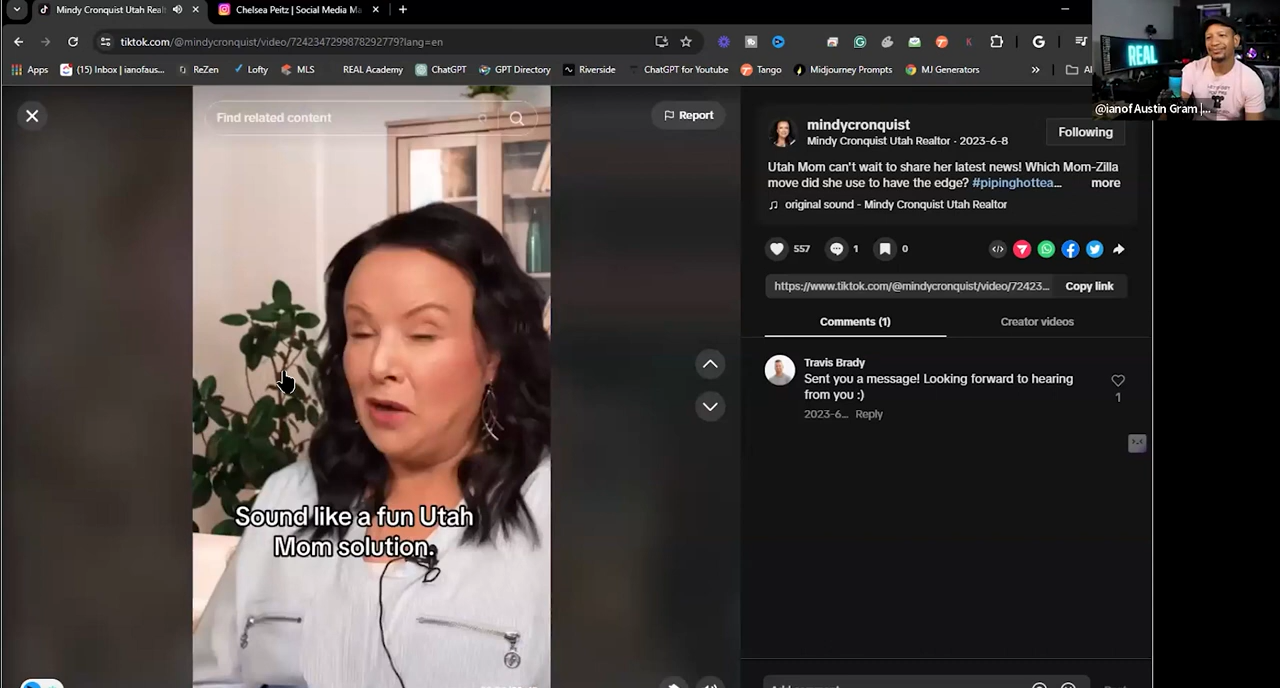 Mindy Cronquist Utah Real
Chelsea Peitz | Social Media Ma
tiktok.com/@mindycronquist/video/7242347299878292779?lang=en
Apps
(15) Inbox | ianofaus...
ReZen
Lofty
MLS
REAL Academy
ChatGPT
GPT Directory
Riverside
ChatGPT for Youtube
Tango
Midjourney Prompts
MJ Generators
REAL
@ianof Austin Gram |...
Find related content
Report
mindycronquist
Mindy Cronquist Utah Realtor · 2023-6-8
Following
Utah Mom can't wait to share her latest news! Which Mom-Zilla
move did she use to have the edge? #pipinghottea...
more
original sound - Mindy Cronquist Utah Realtor
557
1
0
https://www.tiktok.com/@mindycronquist/video/72423...
Copy link
Comments (1)
Creator videos
Travis Brady
Sent you a message! Looking forward to hearing
from you :)
1
2023-6...
Reply
Sound like a fun Utah
Mom solution.